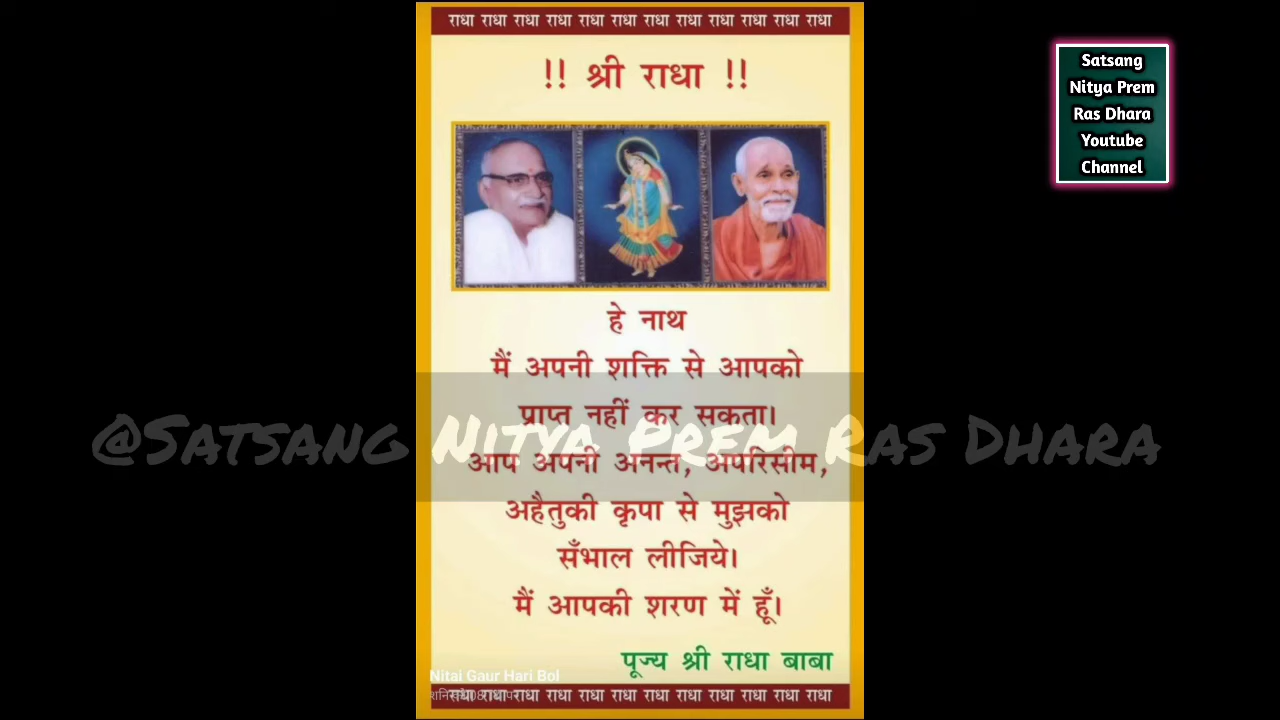 राधा राधा राधा राधा राधा राधा राधा राधा राधा राधा राधा राधा
!! श्री राधा !!
Satsang
Nitya Prem
Ras Dhara
Youtube
Channel
हे नाथ
मैं अपनी शक्ति से आपको
प्राप्त नहीं कर सकता।
@Satsang Nitya Prem Ras Dhara
आप अपनी अनन्त, अपरिसीम,
अहैतुकी कृपा से मुझको
सँभाल लीजिये।
मैं आपकी शरण में हूँ।
पूज्य श्री राधा बाबा
Nitai Gaur Hari Bol
राधा राधा राधा राधा राधा राधा राधा राधा राधा राधा राधा राधा